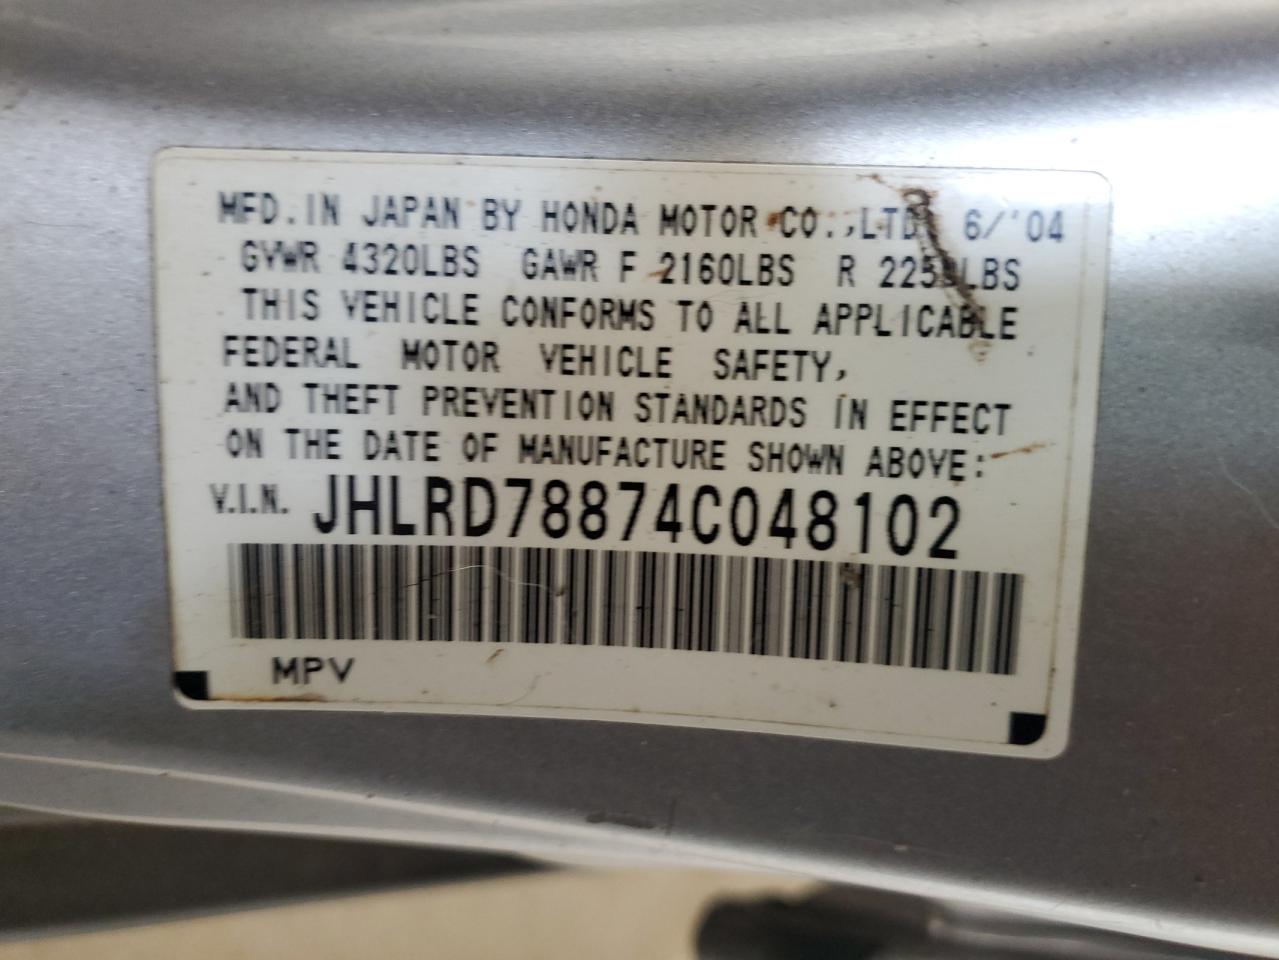 MFD. IN JAPAN BY HONDA MOTOR CO., LTD. 6/'04
GVWR 4320LBS GAWR F 2160LBS R 2250LBS
THIS VEHICLE CONFORMS TO ALL APPLICABLE
FEDERAL MOTOR VEHICLE SAFETY,
AND THEFT PREVENTION STANDARDS IN EFFECT
ON THE DATE OF MANUFACTURE SHOWN ABOVE:
V.I.N. JHLRD78874C048102
MPV